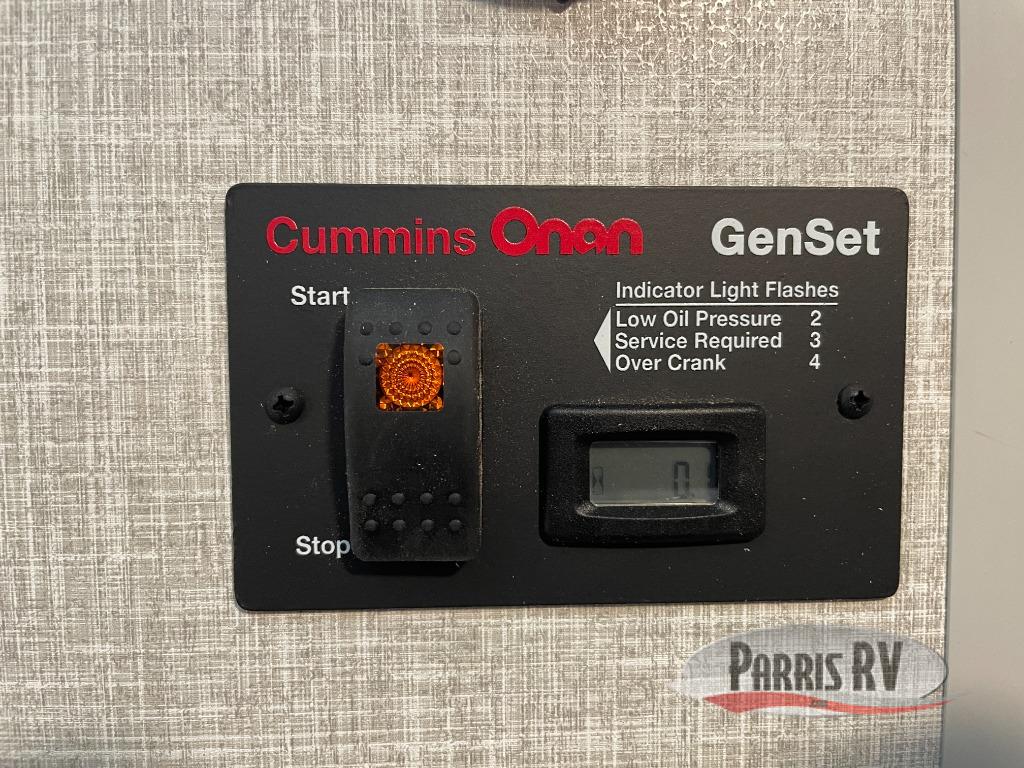 Cummins Onan GenSet
Start
Indicator Light Flashes
Low Oil Pressure 2
Service Required 3
Over Crank 4
Stop
PARRIS RV